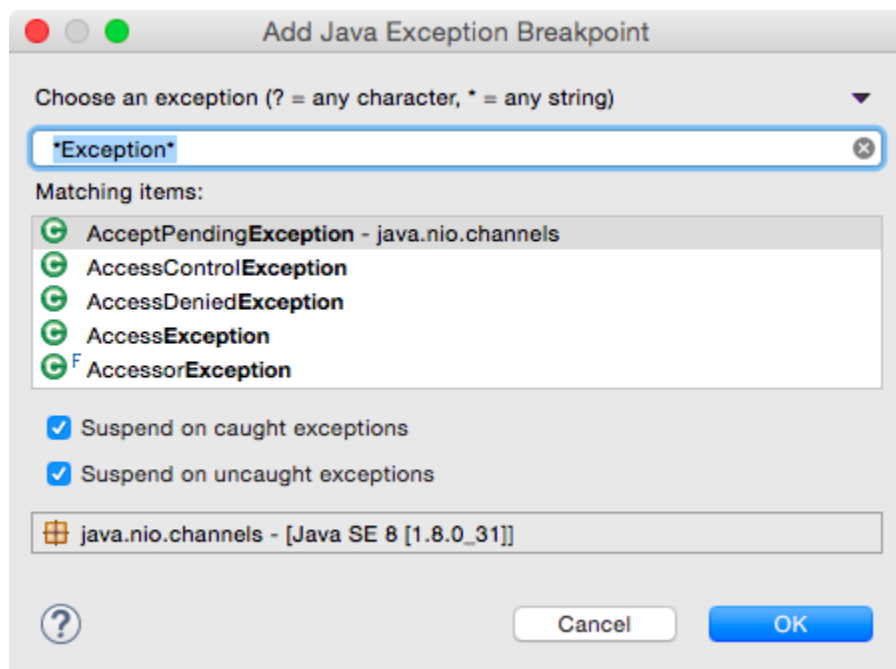 Add Java Exception Breakpoint
Choose an exception (? = any character, * = any string)
*Exception*
Matching items:
AcceptPendingException - java.nio.channels
AccessControlException
AccessDeniedException
AccessException
F AccessorException
Suspend on caught exceptions
Suspend on uncaught exceptions
java.nio.channels - [Java SE 8 [1.8.0_31]]
? Cancel OK